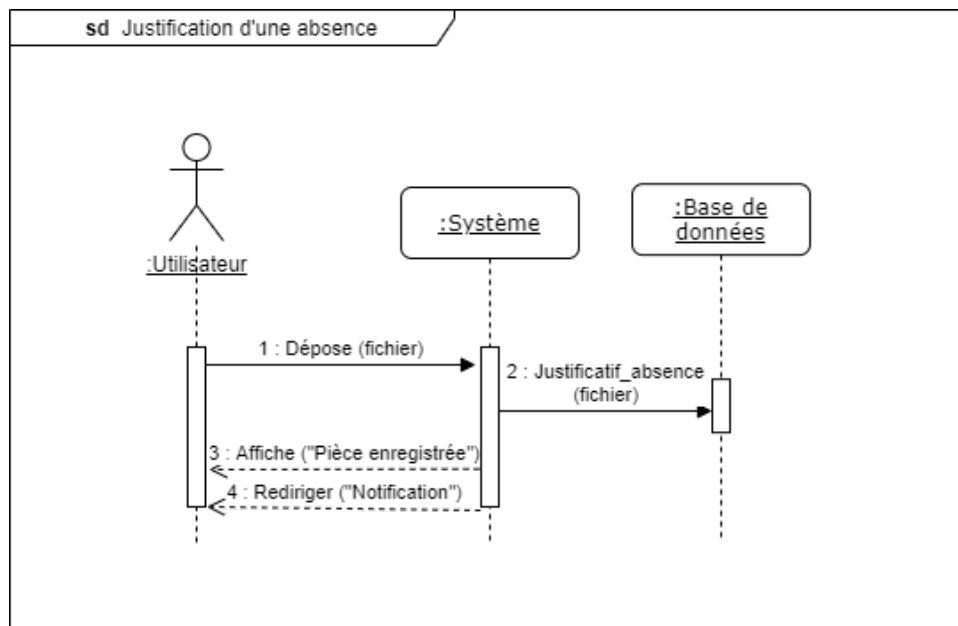 sd Justification d'une absence
:Utilisateur
:Système
:Base de
données
1 : Dépose (fichier)
2 : Justificatif_absence
(fichier)
3 : Affiche ("Pièce enregistrée")
4 : Rediriger ("Notification")